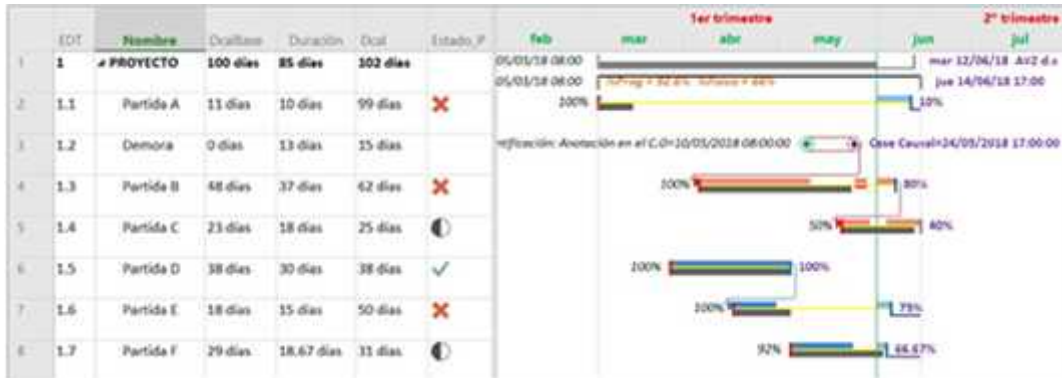 1er trimestre 2º trimestre
EDT Nombre DcalBase Duración Dcal Estado_P feb mar abr may jun jul
1 1 PROYECTO 100 días 85 días 102 días 05/03/18 08:00 mar 12/06/18
05/03/18 08:00 jue 14/06/18 17:00
2 1.1 Partida A 11 días 10 días 99 días 100% 10%
3 1.2 Demora 0 días 13 días 15 días Anotación en el C.O=10/05/2018 08:00:00 Cese Causal=24/05/2018 17:00:00
4 1.3 Partida B 48 días 37 días 62 días 100% 80%
5 1.4 Partida C 23 días 18 días 25 días 50% 40%
6 1.5 Partida D 38 días 30 días 38 días 100% 100%
7 1.6 Partida E 18 días 15 días 50 días 100% 75%
8 1.7 Partida F 29 días 18,67 días 31 días 92% 66.67%